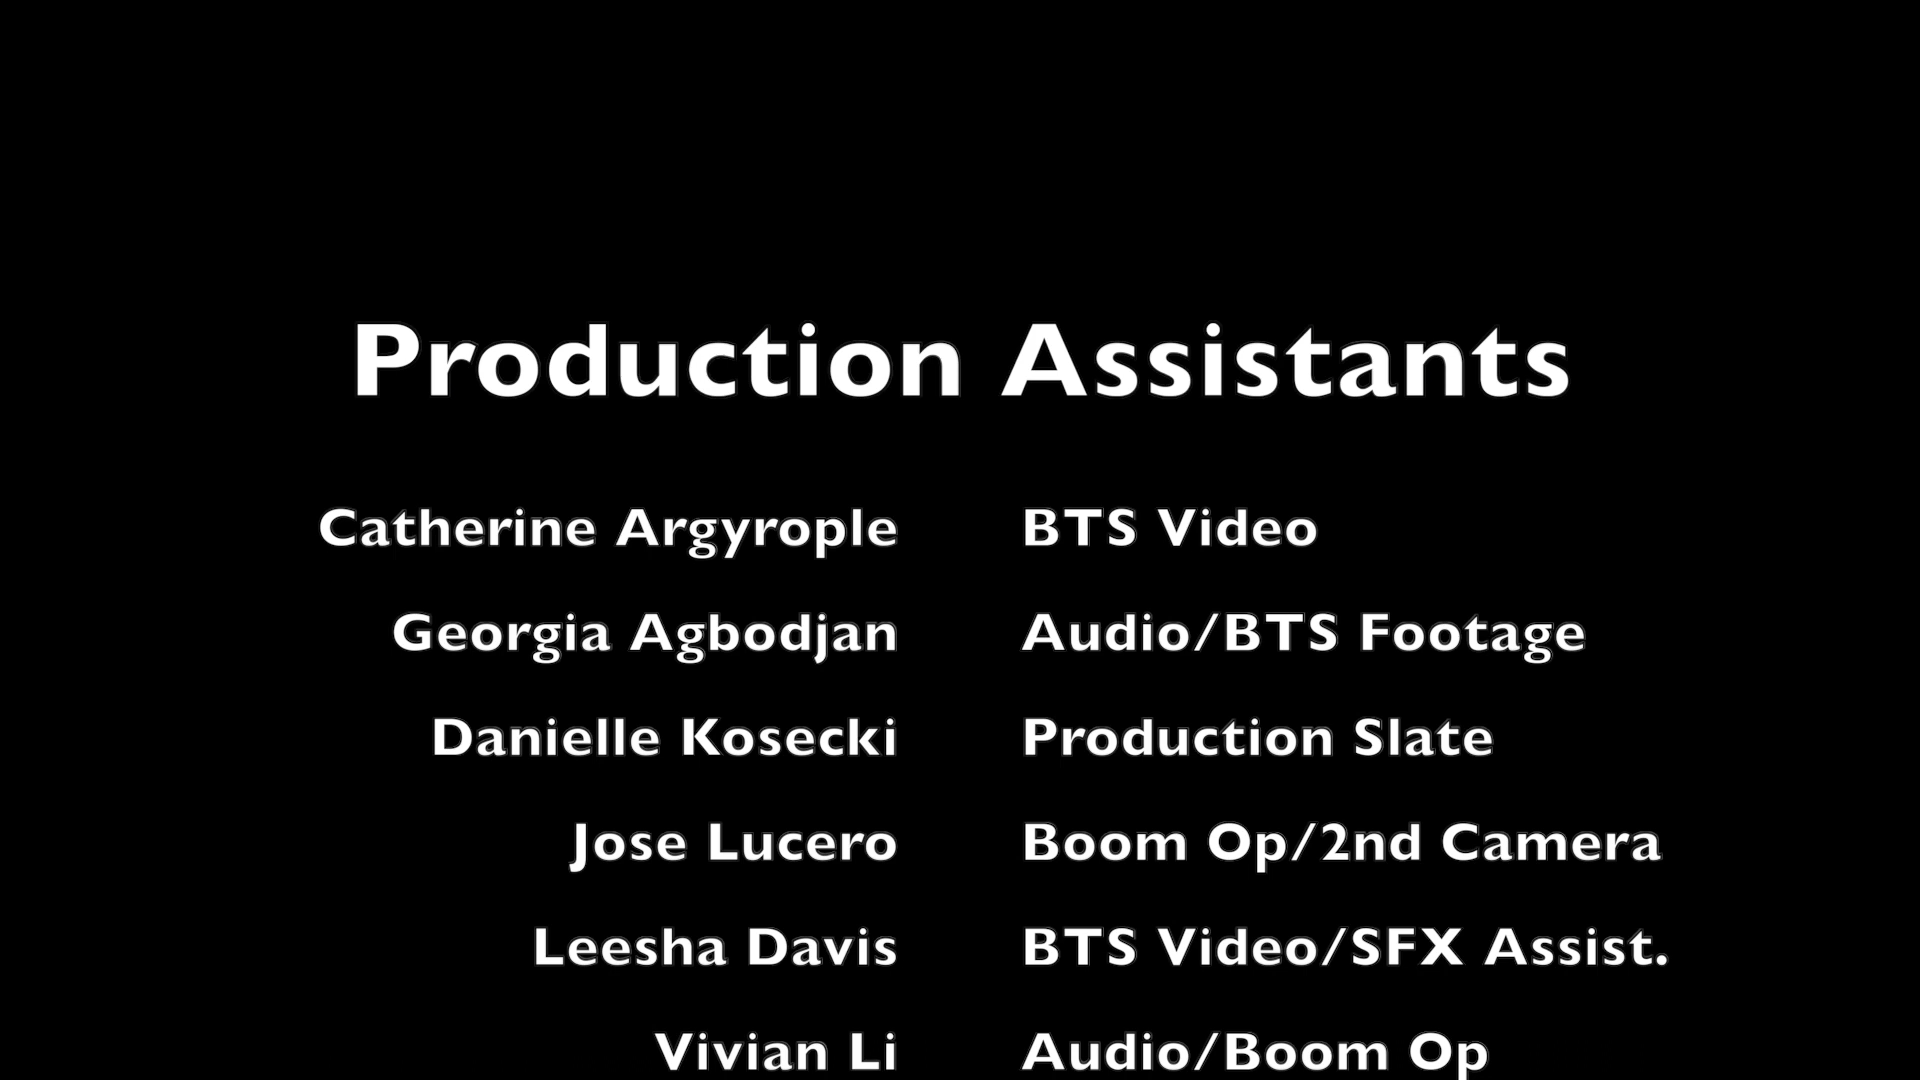 Production Assistants
Catherine Argyrople BTS Video
Georgia Agbodjan Audio/BTS Footage
Danielle Kosecki Production Slate
Jose Lucero Boom Op/2nd Camera
Leesha Davis BTS Video/SFX Assist.
Vivian Li Audio/Boom Op